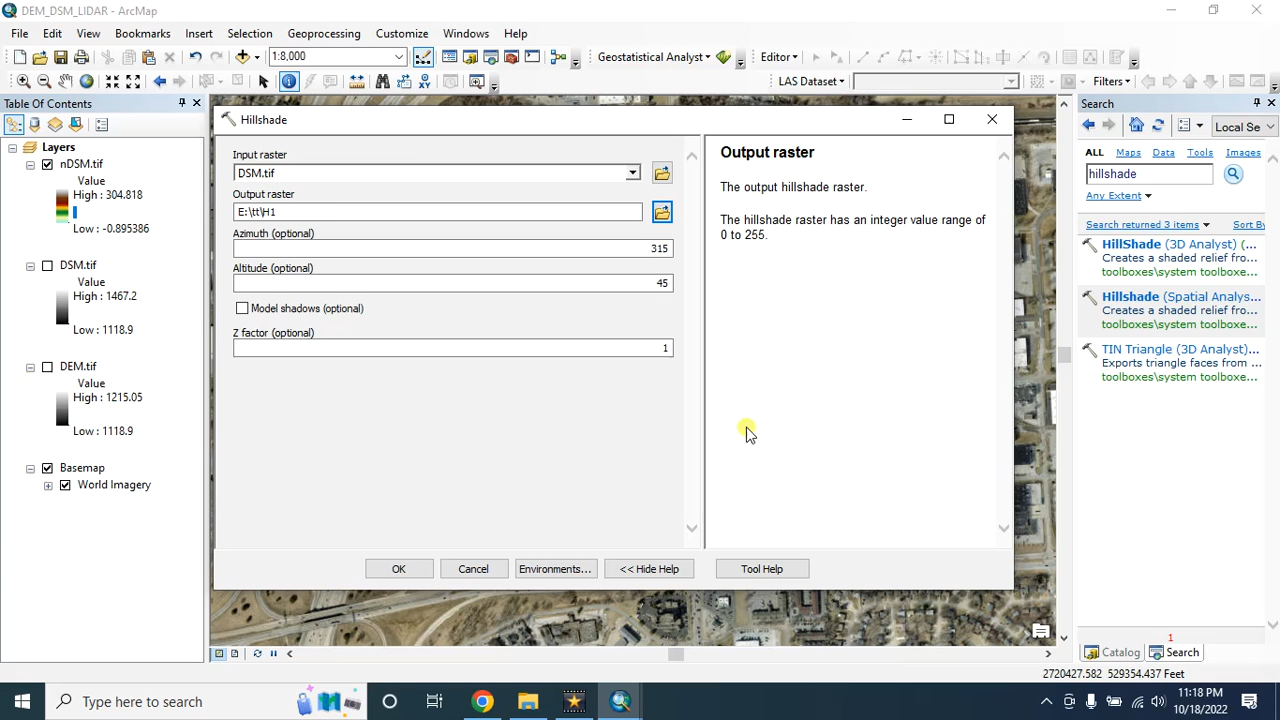 DEM_DSM_LIDAR - ArcMap
File Edit View Bookmarks Insert Selection Geoprocessing Customize Windows Help
1:8,000 Geostatistical Analyst Editor
LAS Dataset Filters
Table Of Contents
Layers
nDSM.tif
Value
High : 304.818
Low : -0.895386
DSM.tif
Value
High : 1467.2
Low : 1118.9
DEM.tif
Value
High : 1215.05
Low : 1118.9
Basemap
World Imagery
Hillshade
Input raster
DSM.tif
Output raster
E:\tt\H1
Azimuth (optional)
315
Altitude (optional)
45
Model shadows (optional)
Z factor (optional)
1
OK Cancel Environments... << Hide Help Tool Help
Output raster
The output hillshade raster.
The hillshade raster has an integer value range of
0 to 255.
Search
Local Se
ALL Maps Data Tools Images
hillshade
Any Extent
Search returned 3 items Sort By
HillShade (3D Analyst) (...
Creates a shaded relief fro...
toolboxes\system toolboxe...
Hillshade (Spatial Analys...
Creates a shaded relief fro...
toolboxes\system toolboxe...
TIN Triangle (3D Analyst)...
Exports triangle faces from ...
toolboxes\system toolboxe...
1
Catalog Search
2720427.582 529354.437 Feet
Type here to search
11:18 PM
10/18/2022